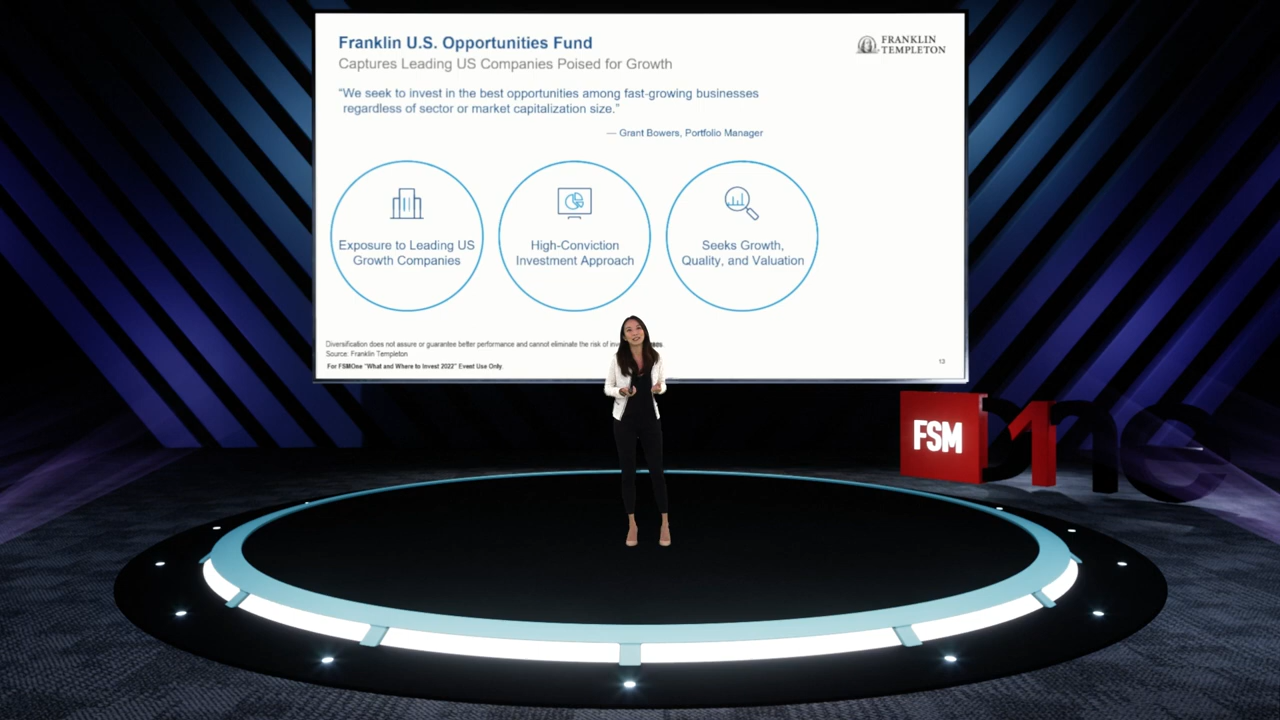 Franklin U.S. Opportunities Fund
Captures Leading US Companies Poised for Growth
FRANKLIN
TEMPLETON
“We seek to invest in the best opportunities among fast-growing businesses
regardless of sector or market capitalization size.”
— Grant Bowers, Portfolio Manager
Exposure to Leading US
Growth Companies
High-Conviction
Investment Approach
Seeks Growth,
Quality, and Valuation
Diversification does not assure or guarantee better performance and cannot eliminate the risk of
Source: Franklin Templeton
For FSMOne "What and Where to Invest 2022" Event Use Only
13
FSM One